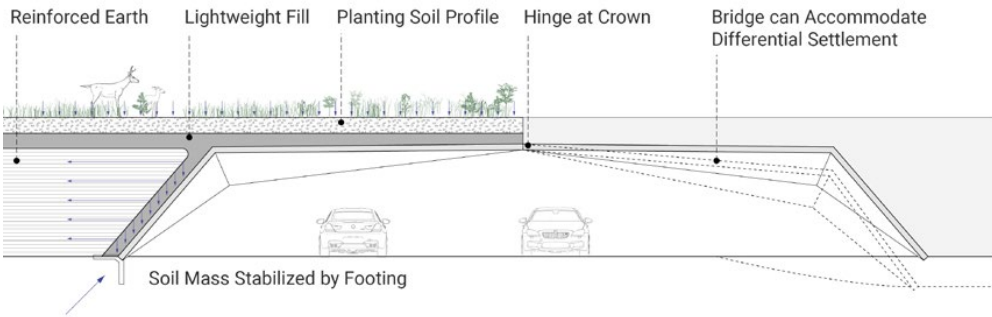 Reinforced Earth
Lightweight Fill
Planting Soil Profile
Hinge at Crown
Bridge can Accommodate
Differential Settlement
Soil Mass Stabilized by Footing